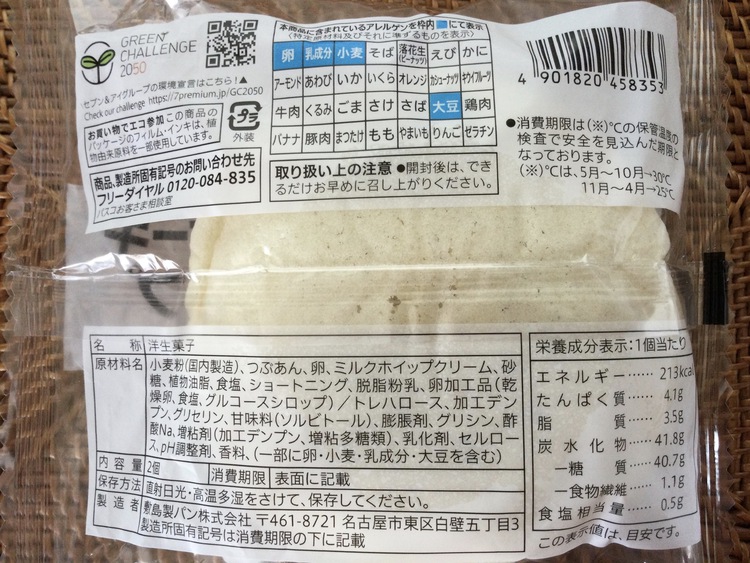 GREEN
CHALLENGE
2050
セブン&アイグループの環境宣言はこちら!▲
Check our challenge https://7premium.jp/GC2050
お買い物でエコ参加 この商品の
パッケージのフィルム・インキは、植
物由来原料を一部使用しています。
プラ
外装
商品、製造所固有記号のお問い合わせ先
フリーダイヤル 0120-084-835
パスコお客さま相談室
本商品に含まれているアレルゲンを枠内■にて表示
〈特定原材料及びそれに準ずるものを表示〉
卵 乳成分 小麦 そば 落花生(ピーナッツ) えび かに
アーモンド あわび いか いくら オレンジ カシューナッツ キウイフルーツ
牛肉 くるみ ごま さけ さば 大豆 鶏肉
バナナ 豚肉 まつたけ もも やまいも りんご ゼラチン
取り扱い上の注意 ●開封後は、でき
るだけお早めに召し上がりください。
4 901820 458353
●消費期限は(※)℃の保管温度の
検査で安全を見込んだ期限と
なっております。
(※)℃は、5月～10月→30℃
11月～4月→25℃
名称 洋生菓子
原材料名 小麦粉(国内製造)、つぶあん、卵、ミルクホイップクリーム、砂
糖、植物油脂、食塩、ショートニング、脱脂粉乳、卵加工品(乾
燥卵、食塩、グルコースシロップ)/トレハロース、加工デン
プン、グリセリン、甘味料(ソルビトール)、膨脹剤、グリシン、酢
酸Na、増粘剤(加工デンプン、増粘多糖類)、乳化剤、セルロー
ス、pH調整剤、香料、(一部に卵・小麦・乳成分・大豆を含む)
内容量 2個 消費期限 表面に記載
保存方法 直射日光・高温多湿をさけて、保存してください。
製造者 敷島製パン株式会社 〒461-8721 名古屋市東区白壁五丁目3
製造所固有記号は消費期限の下に記載
栄養成分表示:1個当たり
エネルギー……213kcal
たんぱく質……4.1g
脂質……3.5g
炭水化物……41.8g
―糖質……40.7g
―食物繊維……1.1g
食塩相当量……0.5g
この表示値は、目安です。